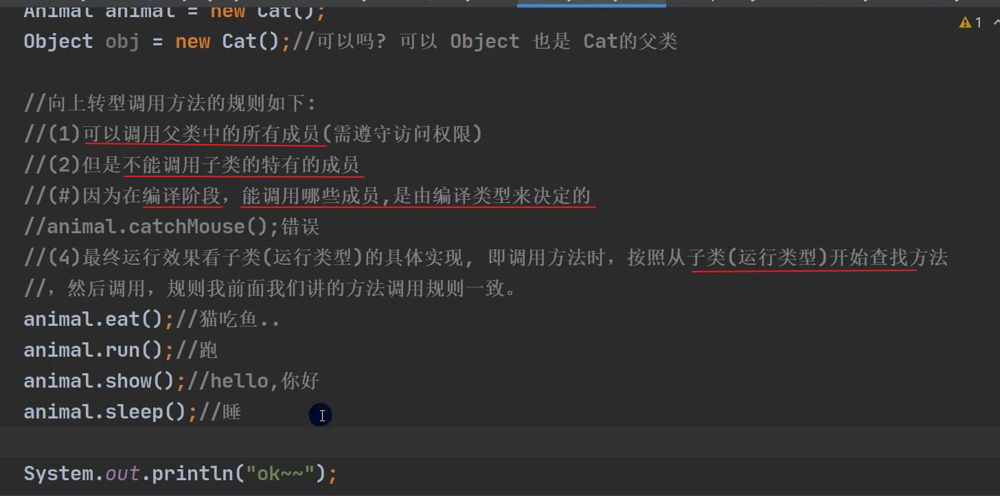 Animal animal = new Cat();
Object obj = new Cat();//可以吗? 可以 Object 也是 Cat的父类
//向上转型调用方法的规则如下:
//(1)可以调用父类中的所有成员(需遵守访问权限)
//(2)但是不能调用子类的特有的成员
//(#)因为在编译阶段，能调用哪些成员,是由编译类型来决定的
//animal.catchMouse();错误
//(4)最终运行效果看子类(运行类型)的具体实现, 即调用方法时，按照从子类(运行类型)开始查找方法
//，然后调用，规则我前面我们讲的方法调用规则一致。
animal.eat();//猫吃鱼..
animal.run();//跑
animal.show();//hello,你好
animal.sleep();//睡
System.out.println("ok~~");
1